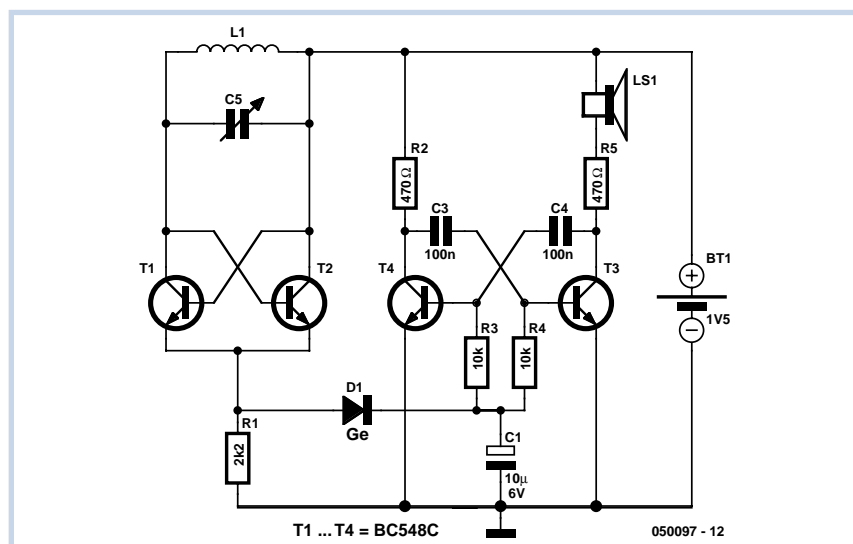 L1
C5
LS1
R2
R5
470Ω
470Ω
C3
C4
100n
100n
T1
T2
T4
T3
BT1
1V5
R3
R4
10k
10k
D1
Ge
R1
2k2
C1
10µ
6V
T1 ... T4 = BC548C
050097 - 12